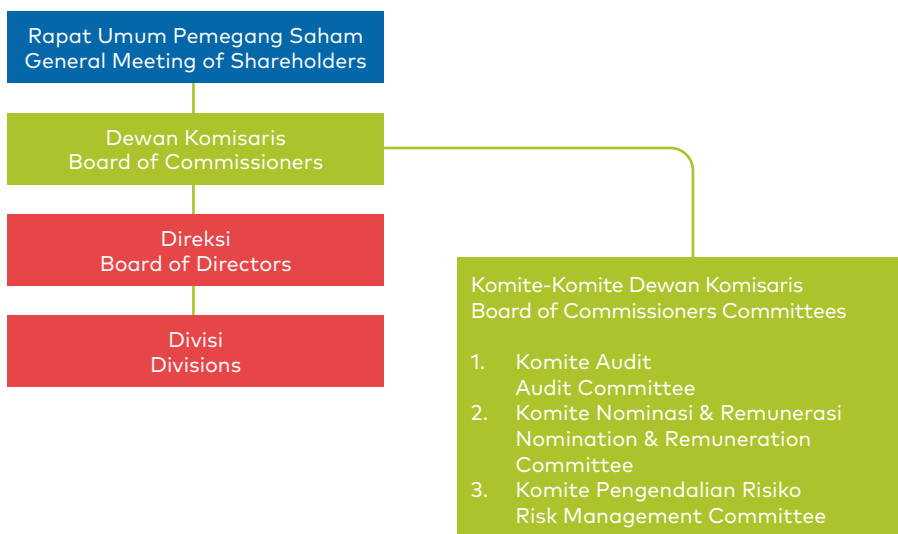 Rapat Umum Pemegang Saham
General Meeting of Shareholders
Dewan Komisaris
Board of Commissioners
Direksi
Board of Directors
Divisi
Divisions
Komite-Komite Dewan Komisaris
Board of Commissioners Committees
1. Komite Audit
Audit Committee
2. Komite Nominasi & Remunerasi
Nomination & Remuneration
Committee
3. Komite Pengendalian Risiko
Risk Management Committee